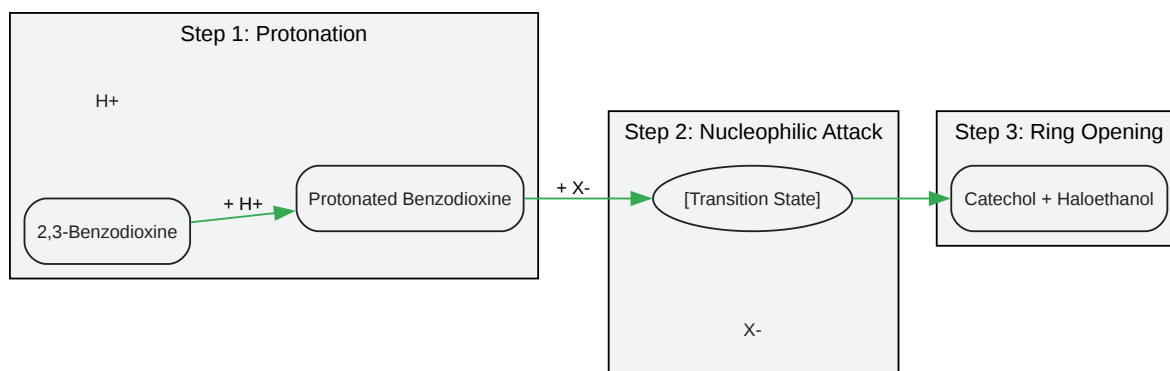 Step 1: Protonation
H+
2,3-Benzodioxine
+ H+
Protonated Benzodioxine
+ X-
Step 2: Nucleophilic Attack
[Transition State]
X-
Step 3: Ring Opening
Catechol + Haloethanol